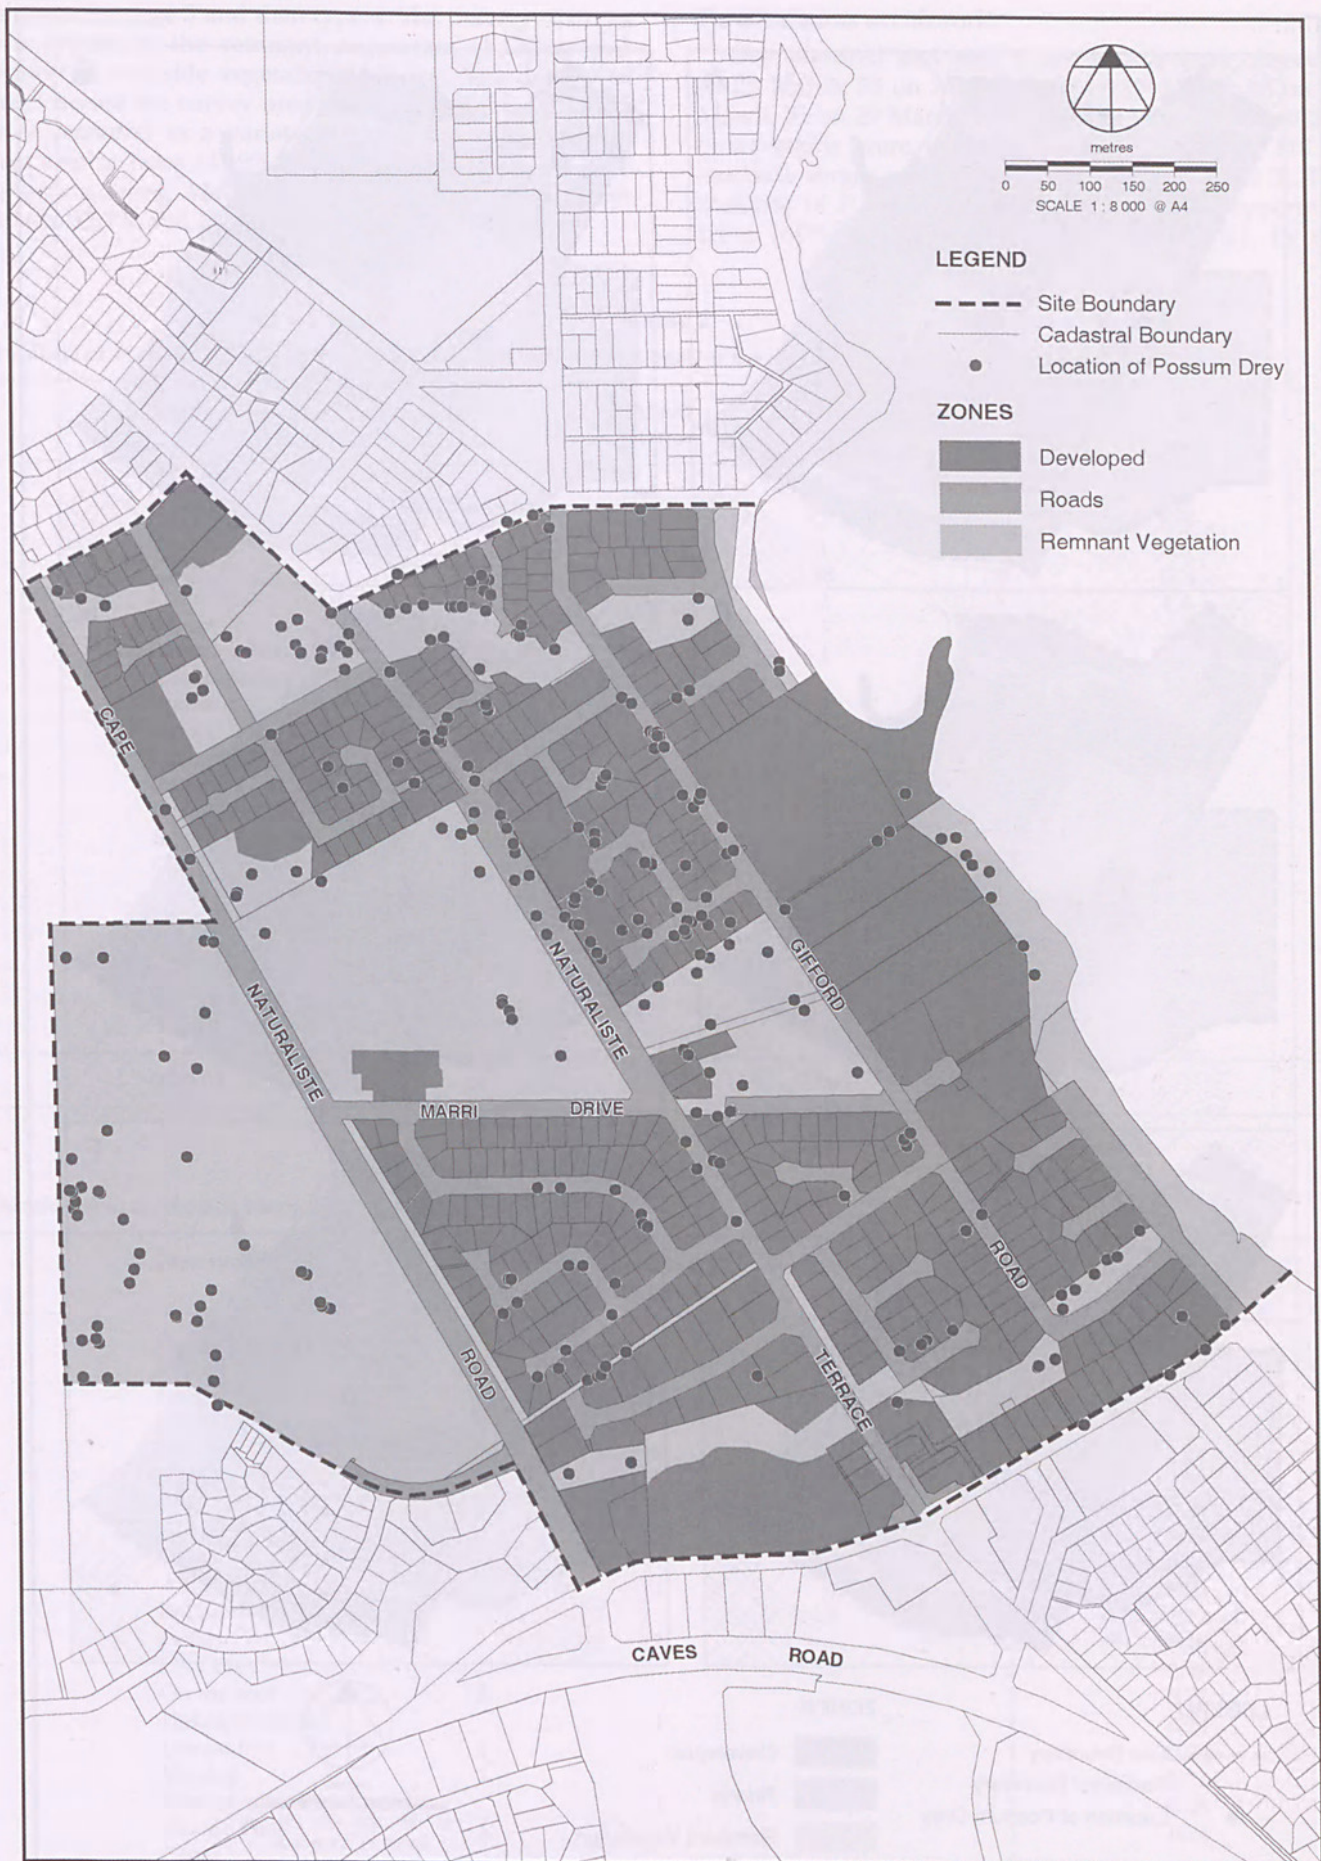 metres
0 50 100 150 200 250
SCALE 1 : 8 000 @ A4
LEGEND
Site Boundary
Cadastral Boundary
Location of Possum Drey
ZONES
Developed
Roads
Remnant Vegetation
CAPE
NATURALISTE
ROAD
NATURALISTE
TERRACE
GIFFORD
ROAD
MARRI DRIVE
CAVES ROAD